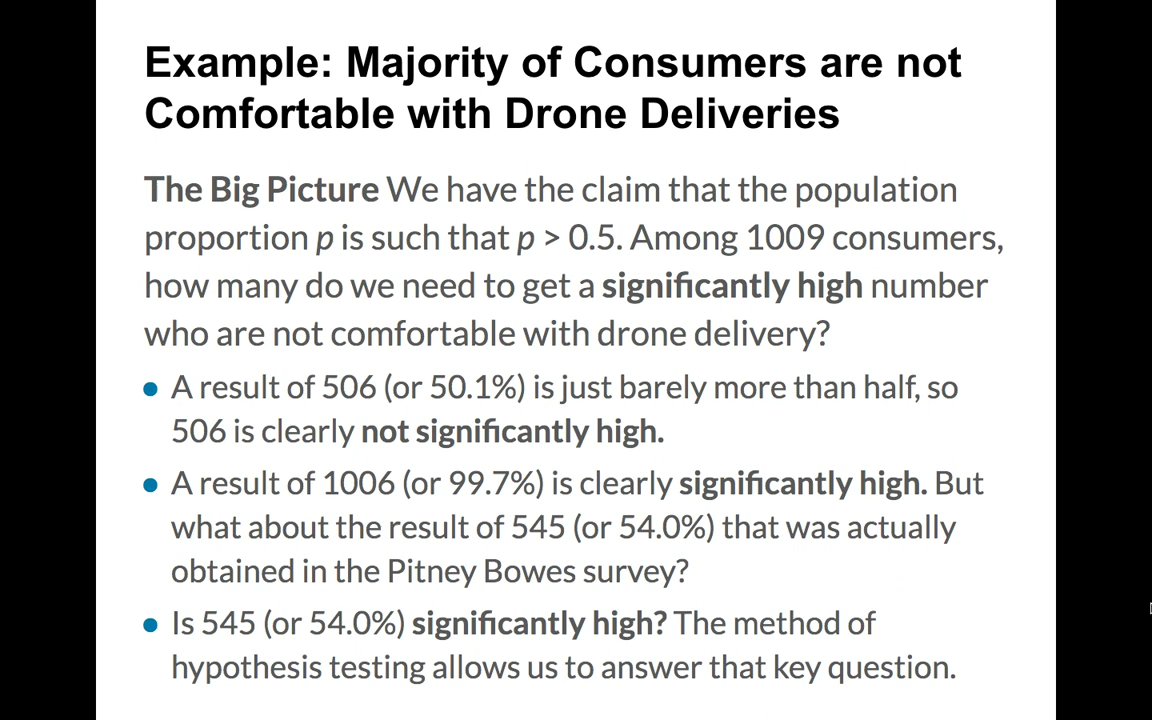 Example: Majority of Consumers are not
Comfortable with Drone Deliveries
The Big Picture We have the claim that the population
proportion p is such that p > 0.5. Among 1009 consumers,
how many do we need to get a significantly high number
who are not comfortable with drone delivery?
• A result of 506 (or 50.1%) is just barely more than half, so
506 is clearly not significantly high.
• A result of 1006 (or 99.7%) is clearly significantly high. But
what about the result of 545 (or 54.0%) that was actually
obtained in the Pitney Bowes survey?
• Is 545 (or 54.0%) significantly high? The method of
hypothesis testing allows us to answer that key question.